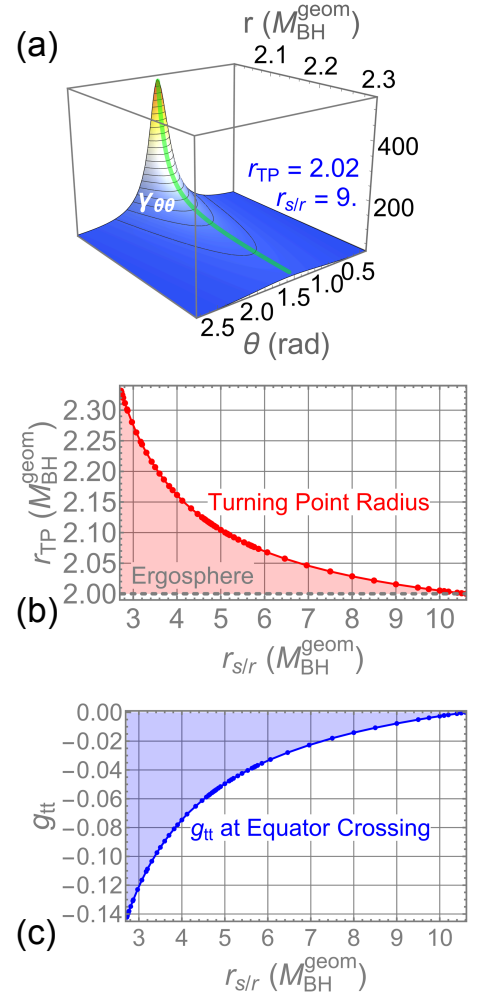 (a)
r (M_BH^geom)
2.1 2.2 2.3
400
200
r_TP = 2.02
r_s/r = 9.
γ_θθ
0.5
1.0
1.5
2.0
2.5
θ (rad)
2.30
2.25
2.20
2.15
2.10
2.05
2.00
r_TP (M_BH^geom)
Turning Point Radius
Ergosphere
3 4 5 6 7 8 9 10
(b)
r_s/r (M_BH^geom)
0.00
−0.02
−0.04
−0.06
−0.08
−0.10
−0.12
−0.14
g_tt
g_tt at Equator Crossing
3 4 5 6 7 8 9 10
(c)
r_s/r (M_BH^geom)